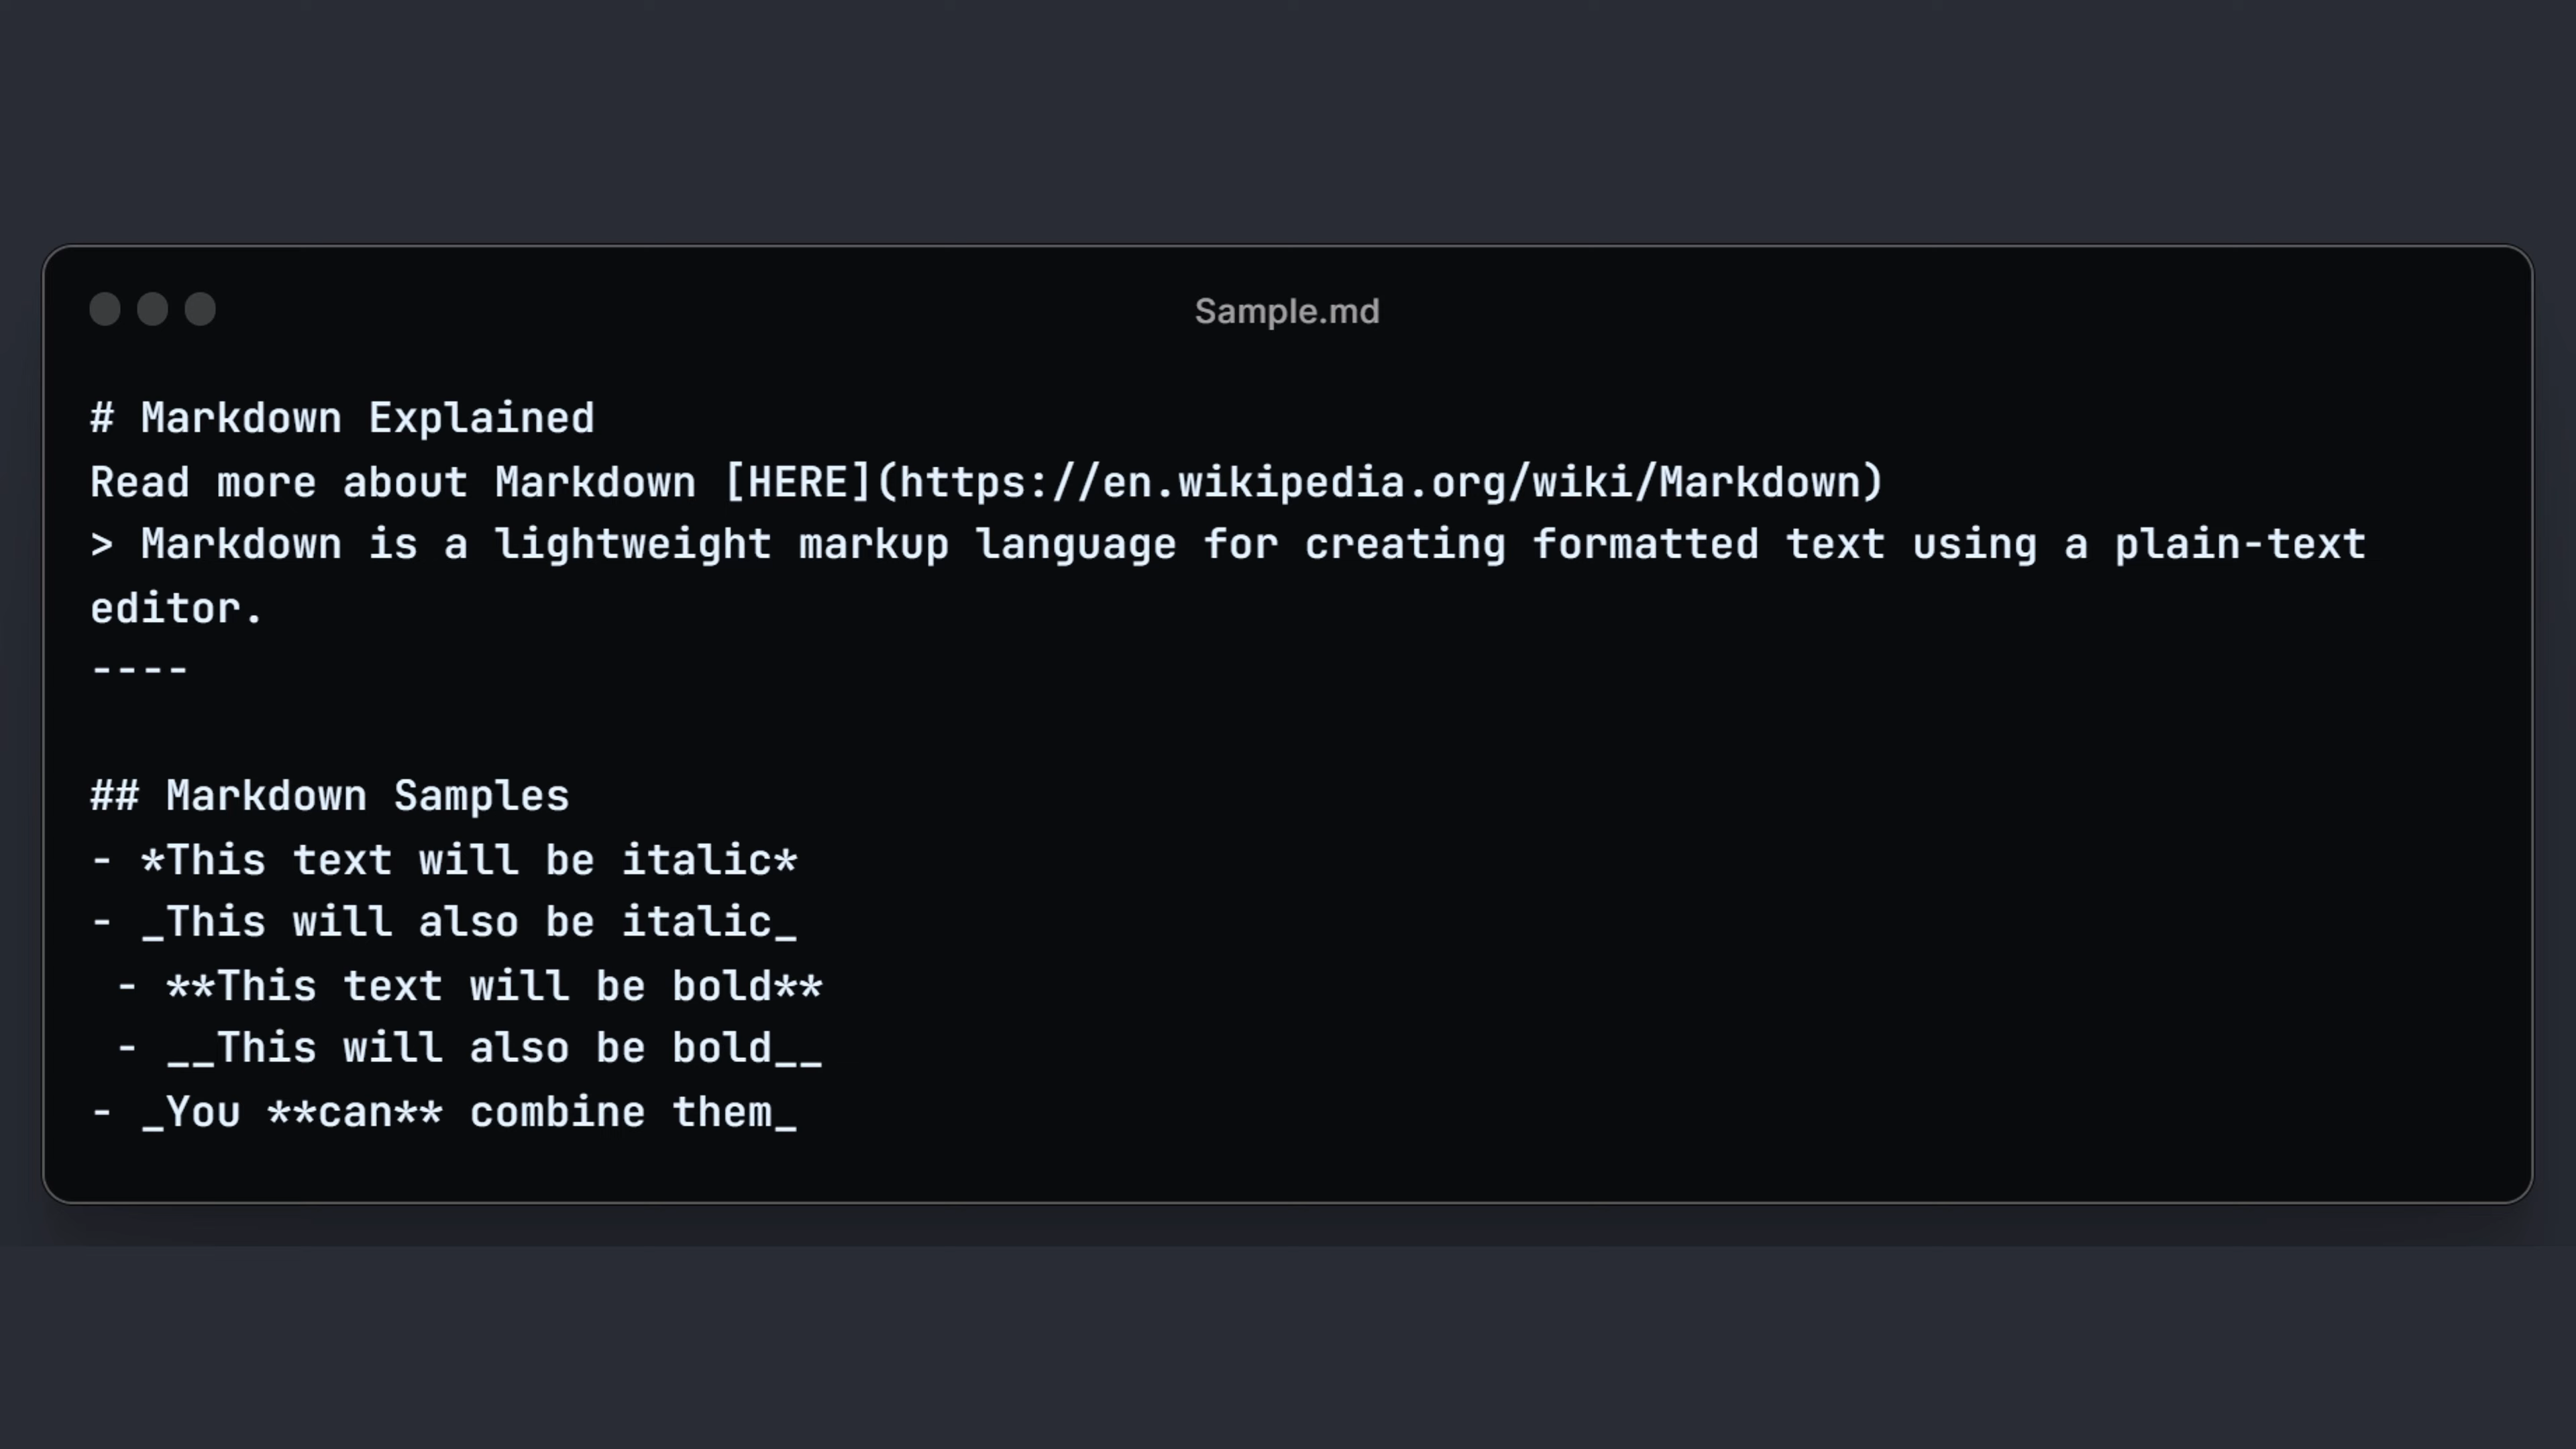 Sample.md
# Markdown Explained
Read more about Markdown [HERE](https://en.wikipedia.org/wiki/Markdown)
> Markdown is a lightweight markup language for creating formatted text using a plain-text
editor.
----
## Markdown Samples
- *This text will be italic*
- _This will also be italic_
 - **This text will be bold**
 - __This will also be bold__
- _You **can** combine them_